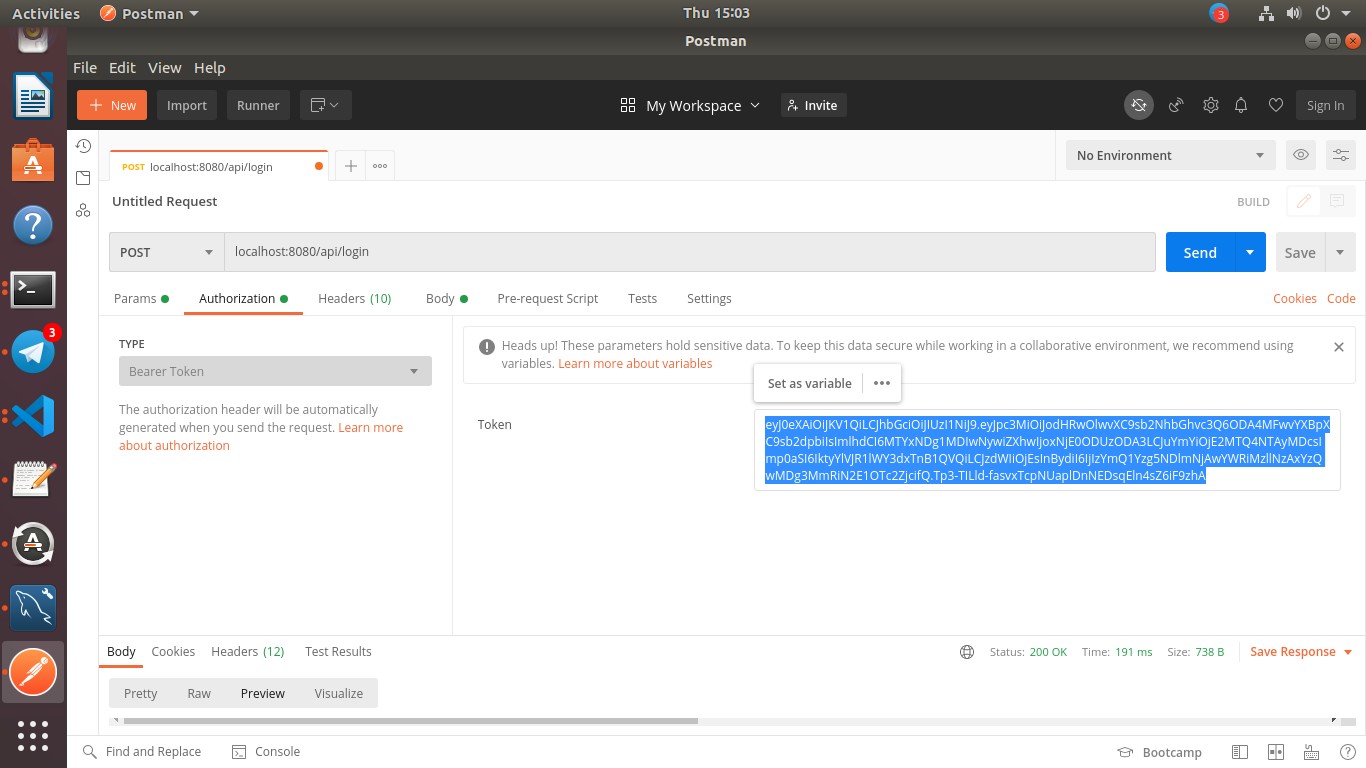 Activities Postman Thu 15:03 3
Postman
File Edit View Help
New Import Runner My Workspace Invite Sign In
POST localhost:8080/api/login No Environment
Untitled Request BUILD
POST localhost:8080/api/login Send Save
Params Authorization Headers (10) Body Pre-request Script Tests Settings Cookies Code
TYPE
Bearer Token
The authorization header will be automatically
generated when you send the request. Learn more
about authorization
Heads up! These parameters hold sensitive data. To keep this data secure while working in a collaborative environment, we recommend using
variables. Learn more about variables
Set as variable
Token
3
Body Cookies Headers (12) Test Results Status: 200 OK Time: 191 ms Size: 738 B Save Response
Pretty Raw Preview Visualize
Find and Replace Console Bootcamp